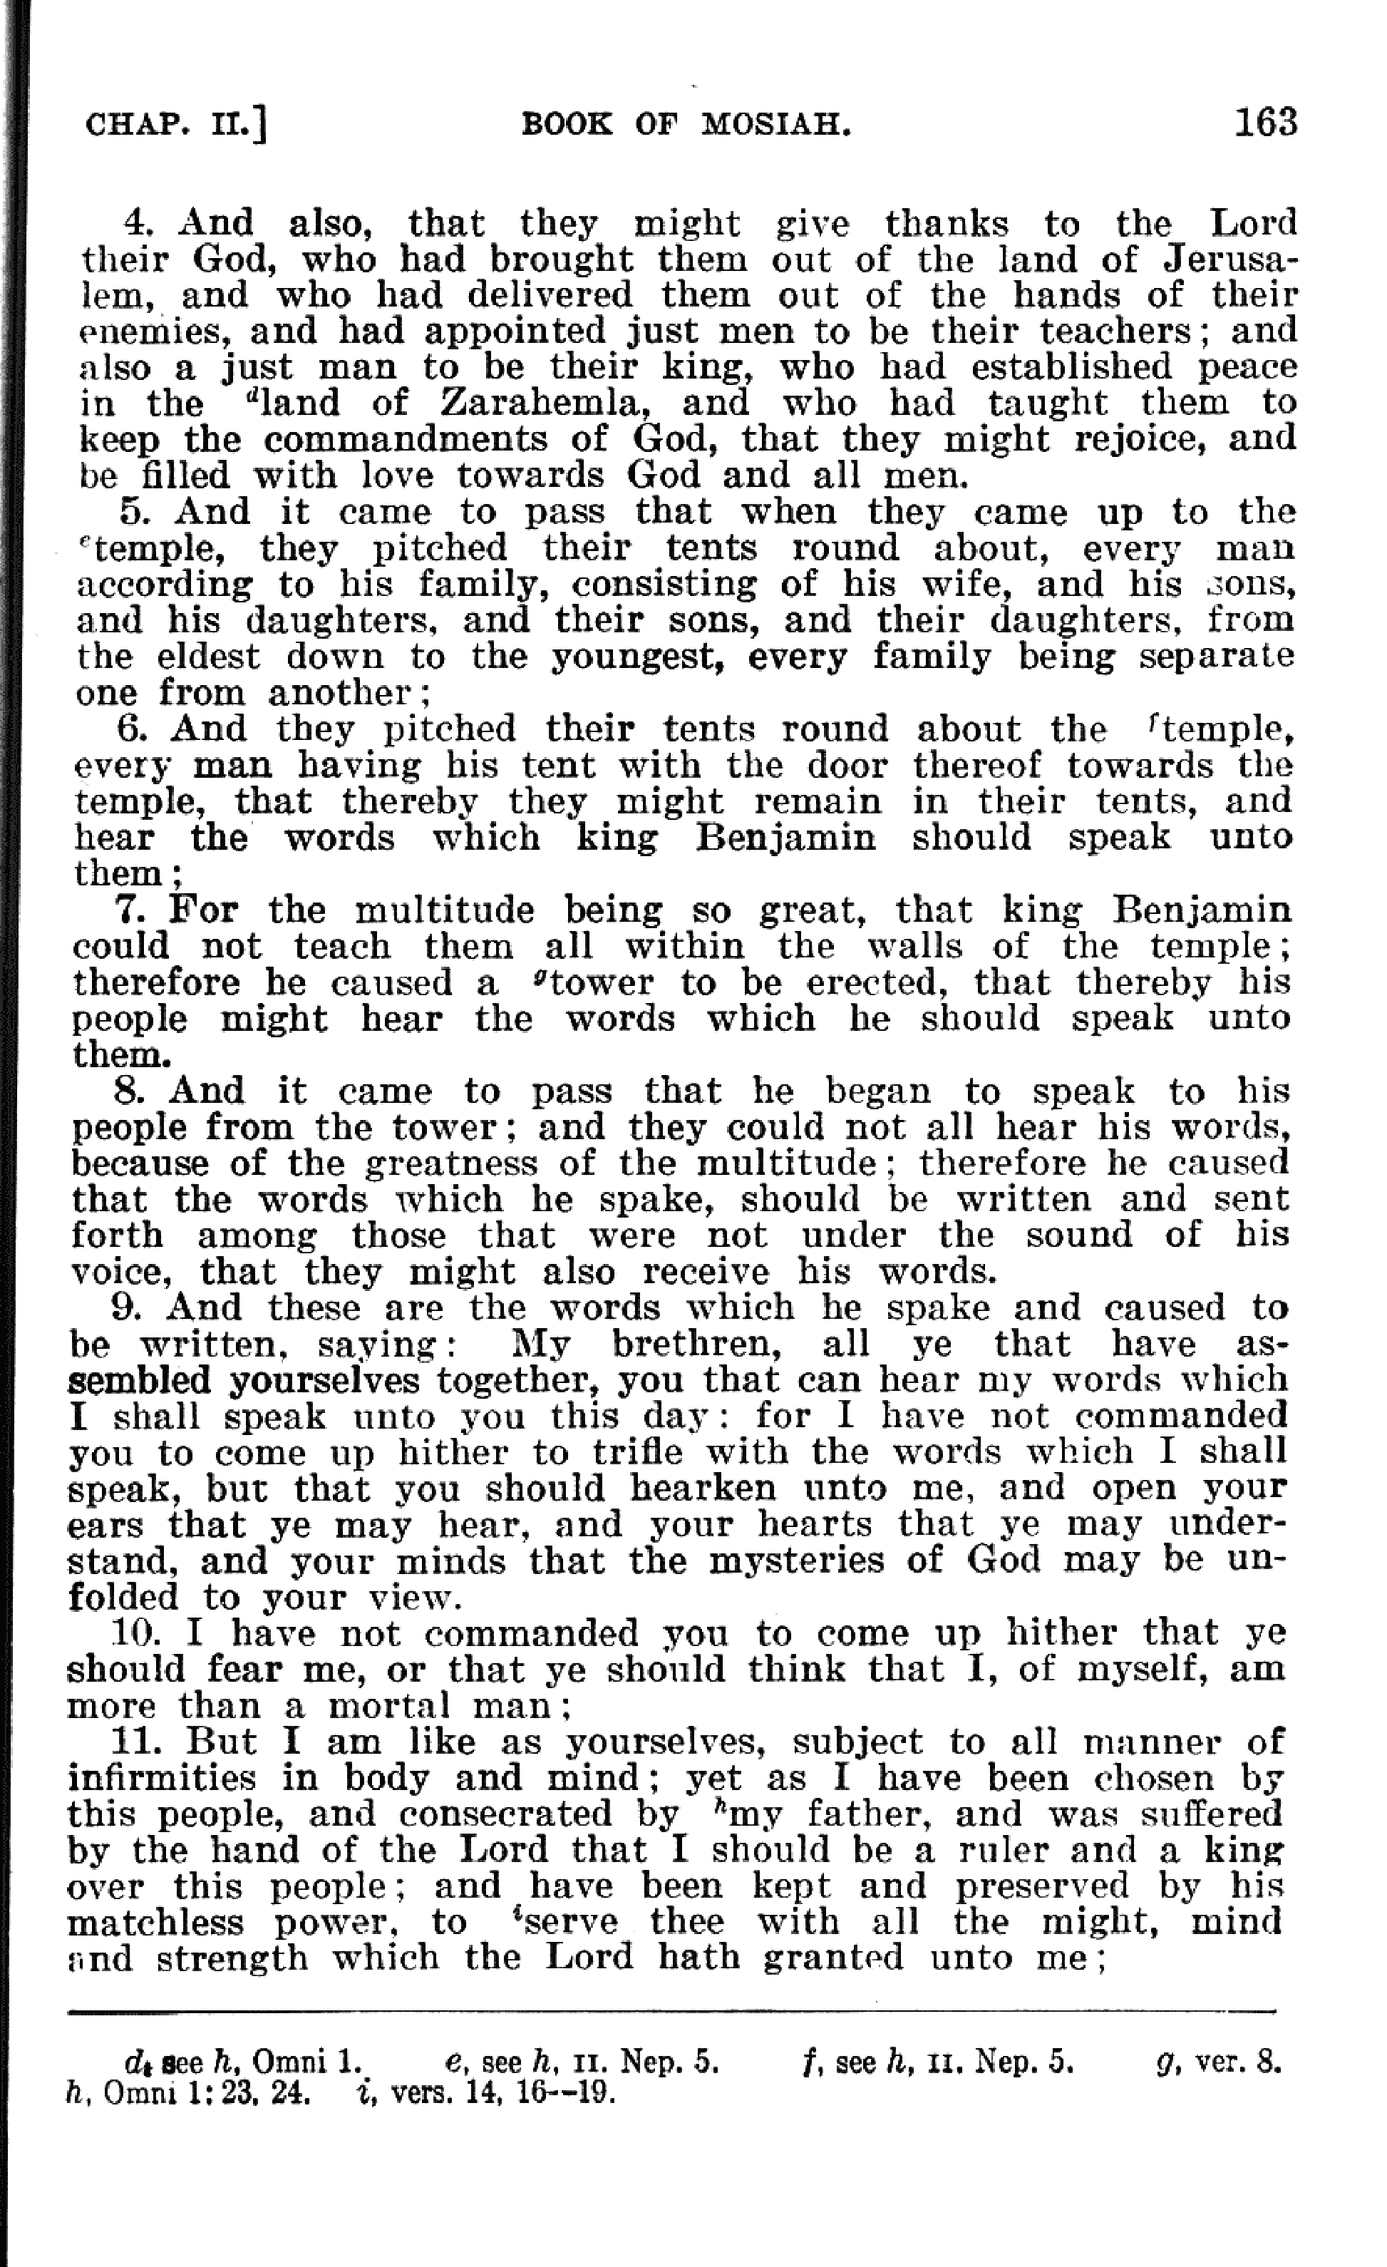 CHAP. II.] BOOK OF MOSIAH. 163
4. And also, that they might give thanks to the Lord
their God, who had brought them out of the land of Jerusa-
lem, and who had delivered them out of the hands of their
enemies, and had appointed just men to be their teachers; and
also a just man to be their king, who had established peace
in the dland of Zarahemla, and who had taught them to
keep the commandments of God, that they might rejoice, and
be filled with love towards God and all men.
5. And it came to pass that when they came up to the
etemple, they pitched their tents round about, every man
according to his family, consisting of his wife, and his sons,
and his daughters, and their sons, and their daughters, from
the eldest down to the youngest, every family being separate
one from another;
6. And they pitched their tents round about the ftemple,
every man having his tent with the door thereof towards the
temple, that thereby they might remain in their tents, and
hear the words which king Benjamin should speak unto
them;
7. For the multitude being so great, that king Benjamin
could not teach them all within the walls of the temple;
therefore he caused a gtower to be erected, that thereby his
people might hear the words which he should speak unto
them.
8. And it came to pass that he began to speak to his
people from the tower; and they could not all hear his words,
because of the greatness of the multitude; therefore he caused
that the words which he spake, should be written and sent
forth among those that were not under the sound of his
voice, that they might also receive his words.
9. And these are the words which he spake and caused to
be written, saying: My brethren, all ye that have as-
sembled yourselves together, you that can hear my words which
I shall speak unto you this day: for I have not commanded
you to come up hither to trifle with the words which I shall
speak, but that you should hearken unto me, and open your
ears that ye may hear, and your hearts that ye may under-
stand, and your minds that the mysteries of God may be un-
folded to your view.
10. I have not commanded you to come up hither that ye
should fear me, or that ye should think that I, of myself, am
more than a mortal man;
11. But I am like as yourselves, subject to all manner of
infirmities in body and mind; yet as I have been chosen by
this people, and consecrated by hmy father, and was suffered
by the hand of the Lord that I should be a ruler and a king
over this people; and have been kept and preserved by his
matchless power, to iserve thee with all the might, mind
and strength which the Lord hath granted unto me;
d, see h, Omni 1. e, see h, II. Nep. 5. f, see h, II. Nep. 5. g, ver. 8.
h, Omni 1: 23, 24. i, vers. 14, 16--19.